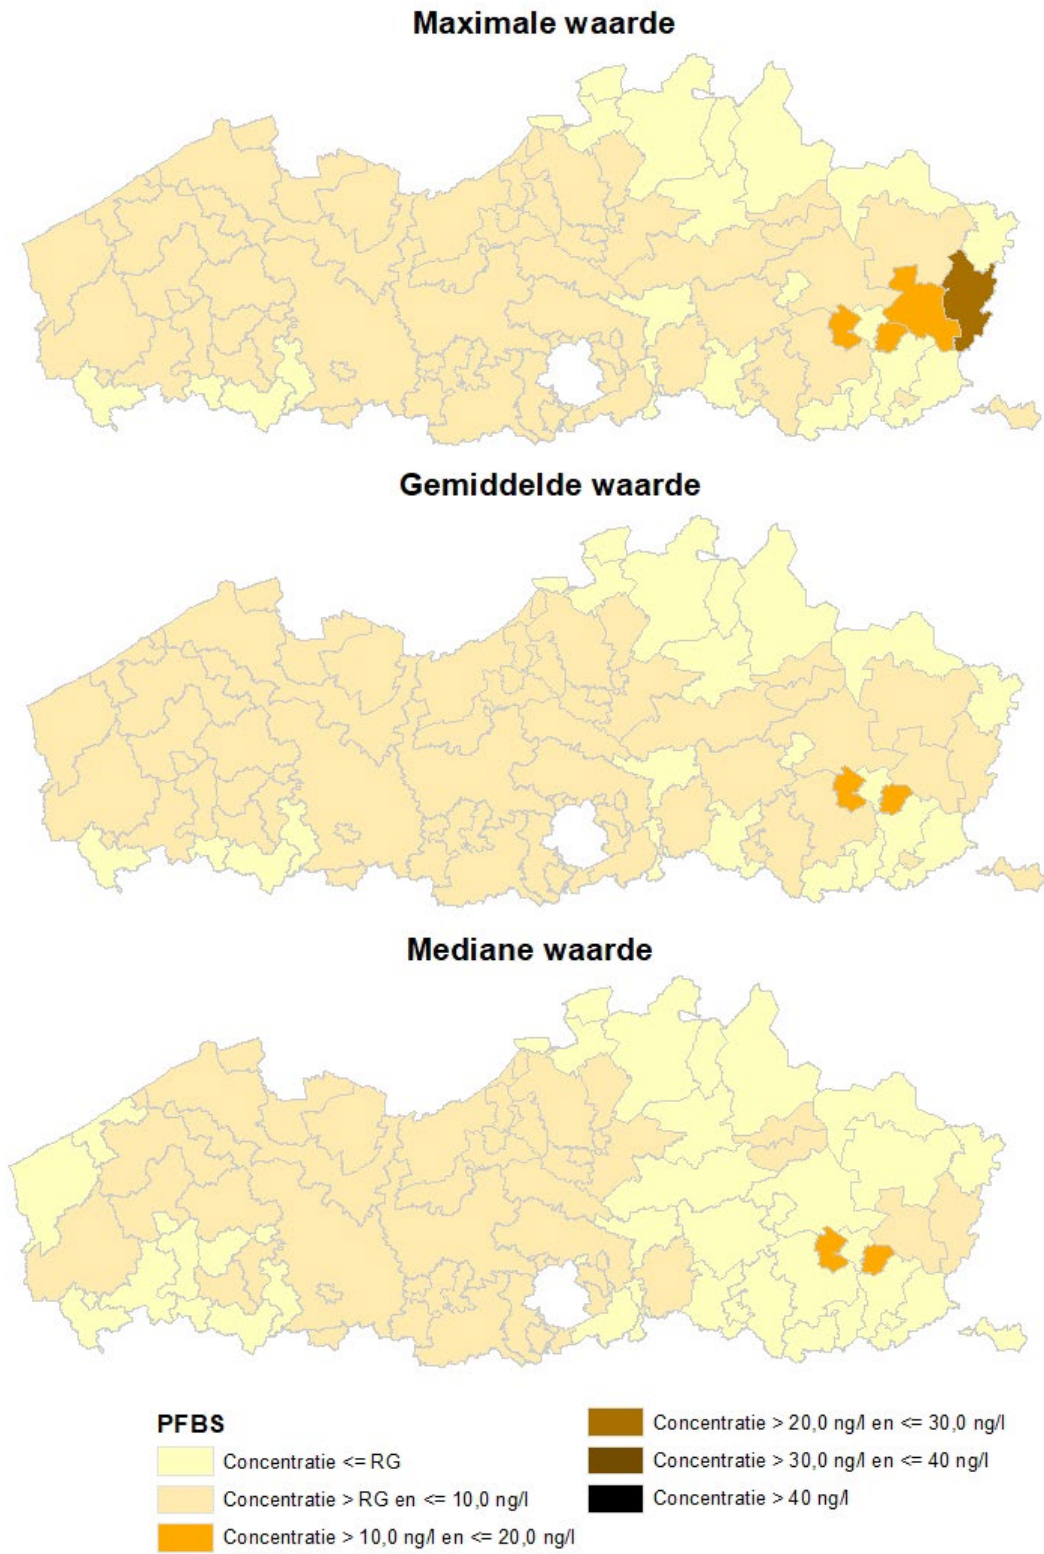 Maximale waarde
Gemiddelde waarde
Mediane waarde
PFBS
Concentratie <= RG
Concentratie > RG en <= 10,0 ng/l
Concentratie > 10,0 ng/l en <= 20,0 ng/l
Concentratie > 20,0 ng/l en <= 30,0 ng/l
Concentratie > 30,0 ng/l en <= 40 ng/l
Concentratie > 40 ng/l